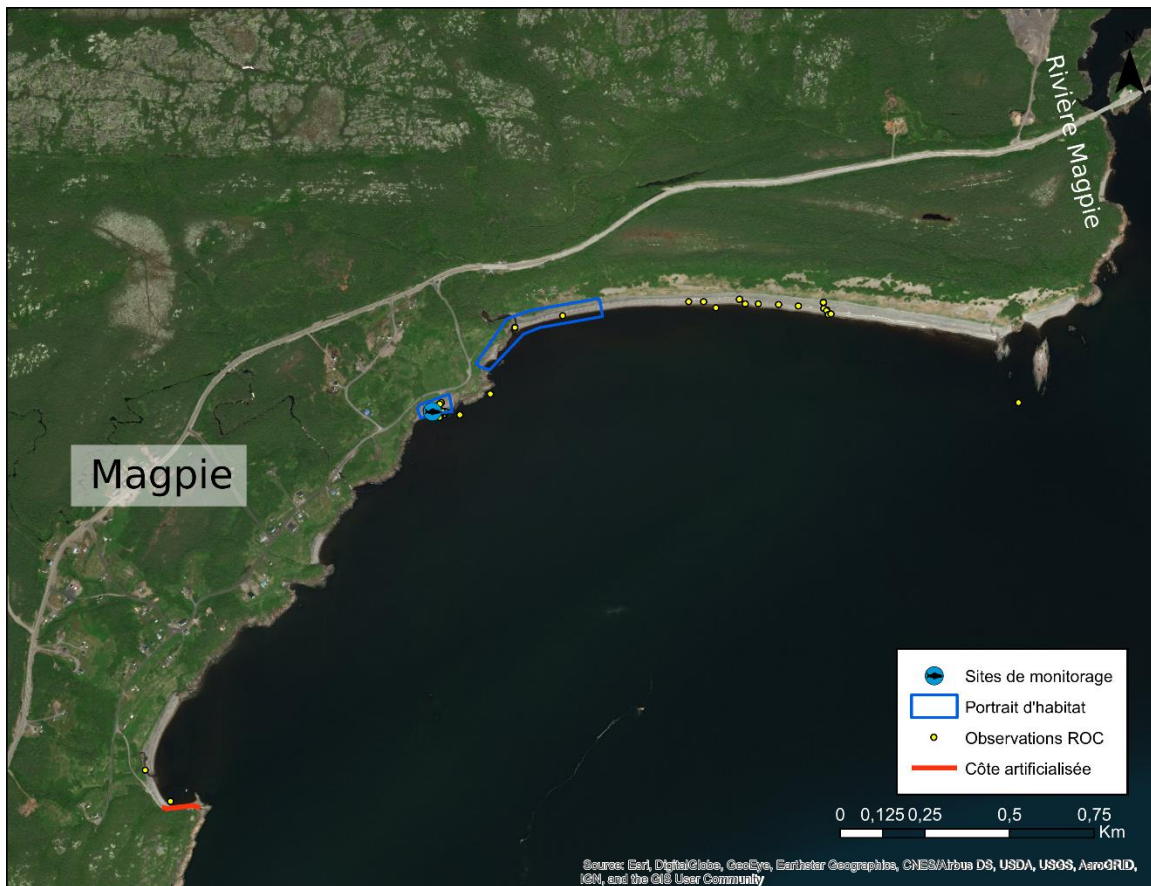 N
Rivière Magpie
Magpie
Sites de monitorage
Portrait d'habitat
Observations ROC
Côte artificialisée
0 0,125 0,25 0,5 0,75
Km
Source: Esri, DigitalGlobe, GeoEye, Earthstar Geographics, CNES/Airbus DS, USDA, USGS, AeroGRID,
IGN, and the GIS User Community